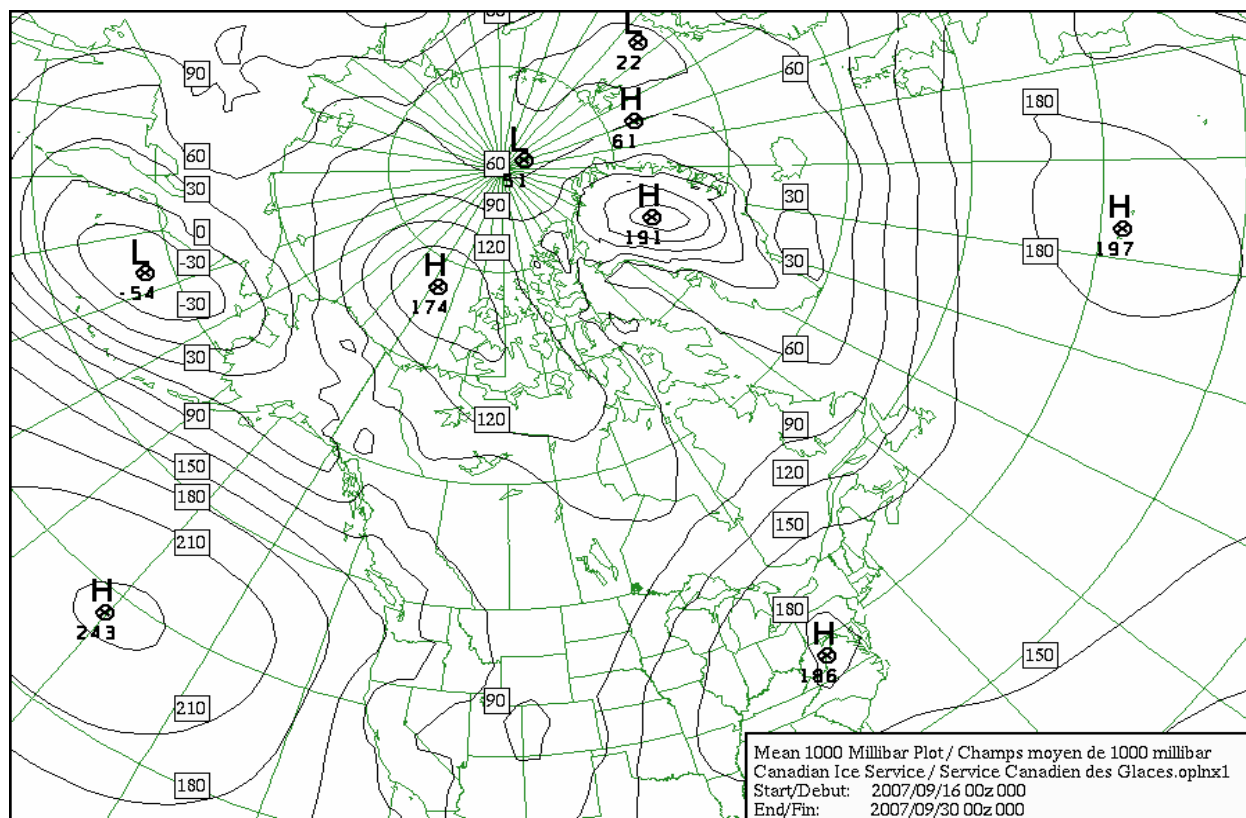 L
22
90
60
H
180
61
L
60
60
51
30
H
90
30
H
0
191
197
120
180
L
H
-30
30
-54
174
-30
60
30
120
90
90
150
120
180
150
210
H
180
H
243
150
186
90
210
180
Mean 1000 Millibar Plot / Champs moyen de 1000 millibar
Canadian Ice Service / Service Canadien des Glaces.oplnx1
Start/Debut: 2007/09/16 00z 000
End/Fin: 2007/09/30 00z 000